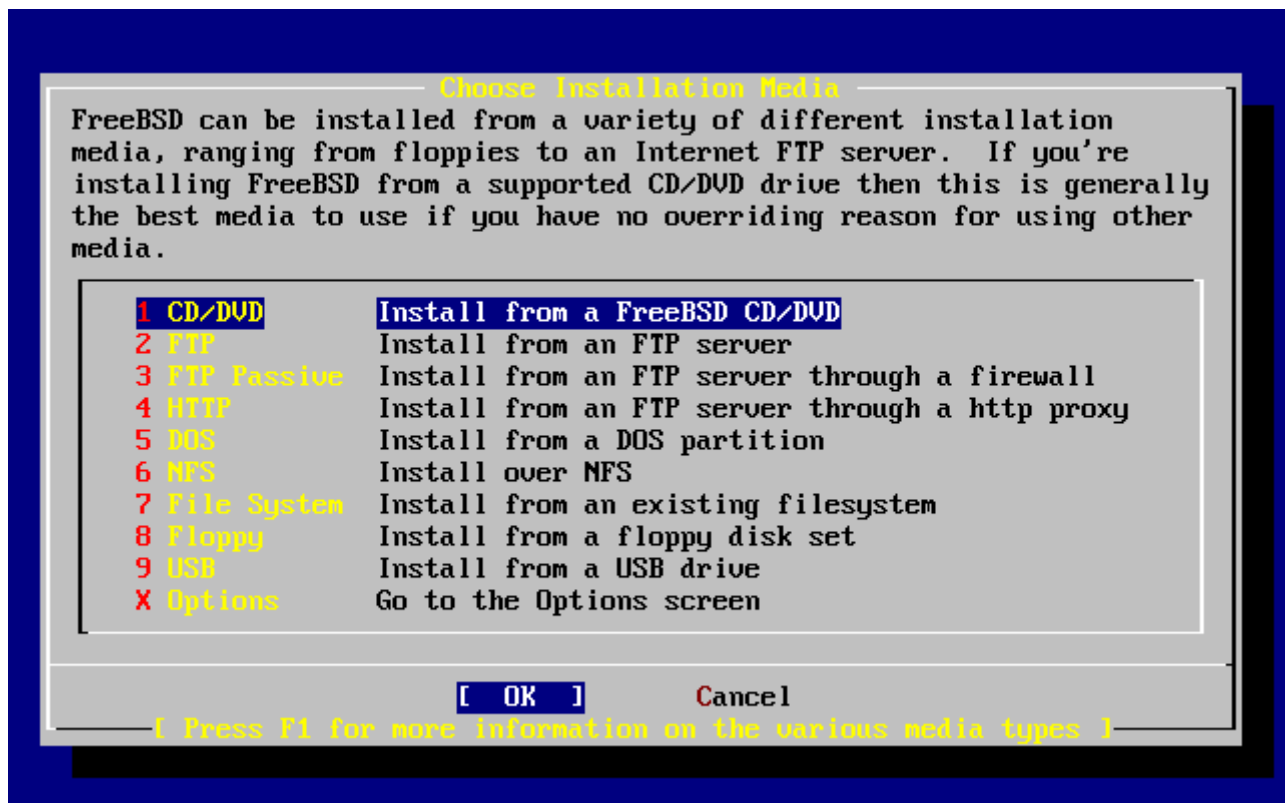 Choose Installation Media
FreeBSD can be installed from a variety of different installation
media, ranging from floppies to an Internet FTP server.  If you're
installing FreeBSD from a supported CD/DVD drive then this is generally
the best media to use if you have no overriding reason for using other
media.
1 CD/DVD Install from a FreeBSD CD/DVD
2 FTP Install from an FTP server
3 FTP Passive Install from an FTP server through a firewall
4 HTTP Install from an FTP server through a http proxy
5 DOS Install from a DOS partition
6 NFS Install over NFS
7 File System Install from an existing filesystem
8 Floppy Install from a floppy disk set
9 USB Install from a USB drive
X Options Go to the Options screen
[ OK ] Cancel
[ Press F1 for more information on the various media types ]